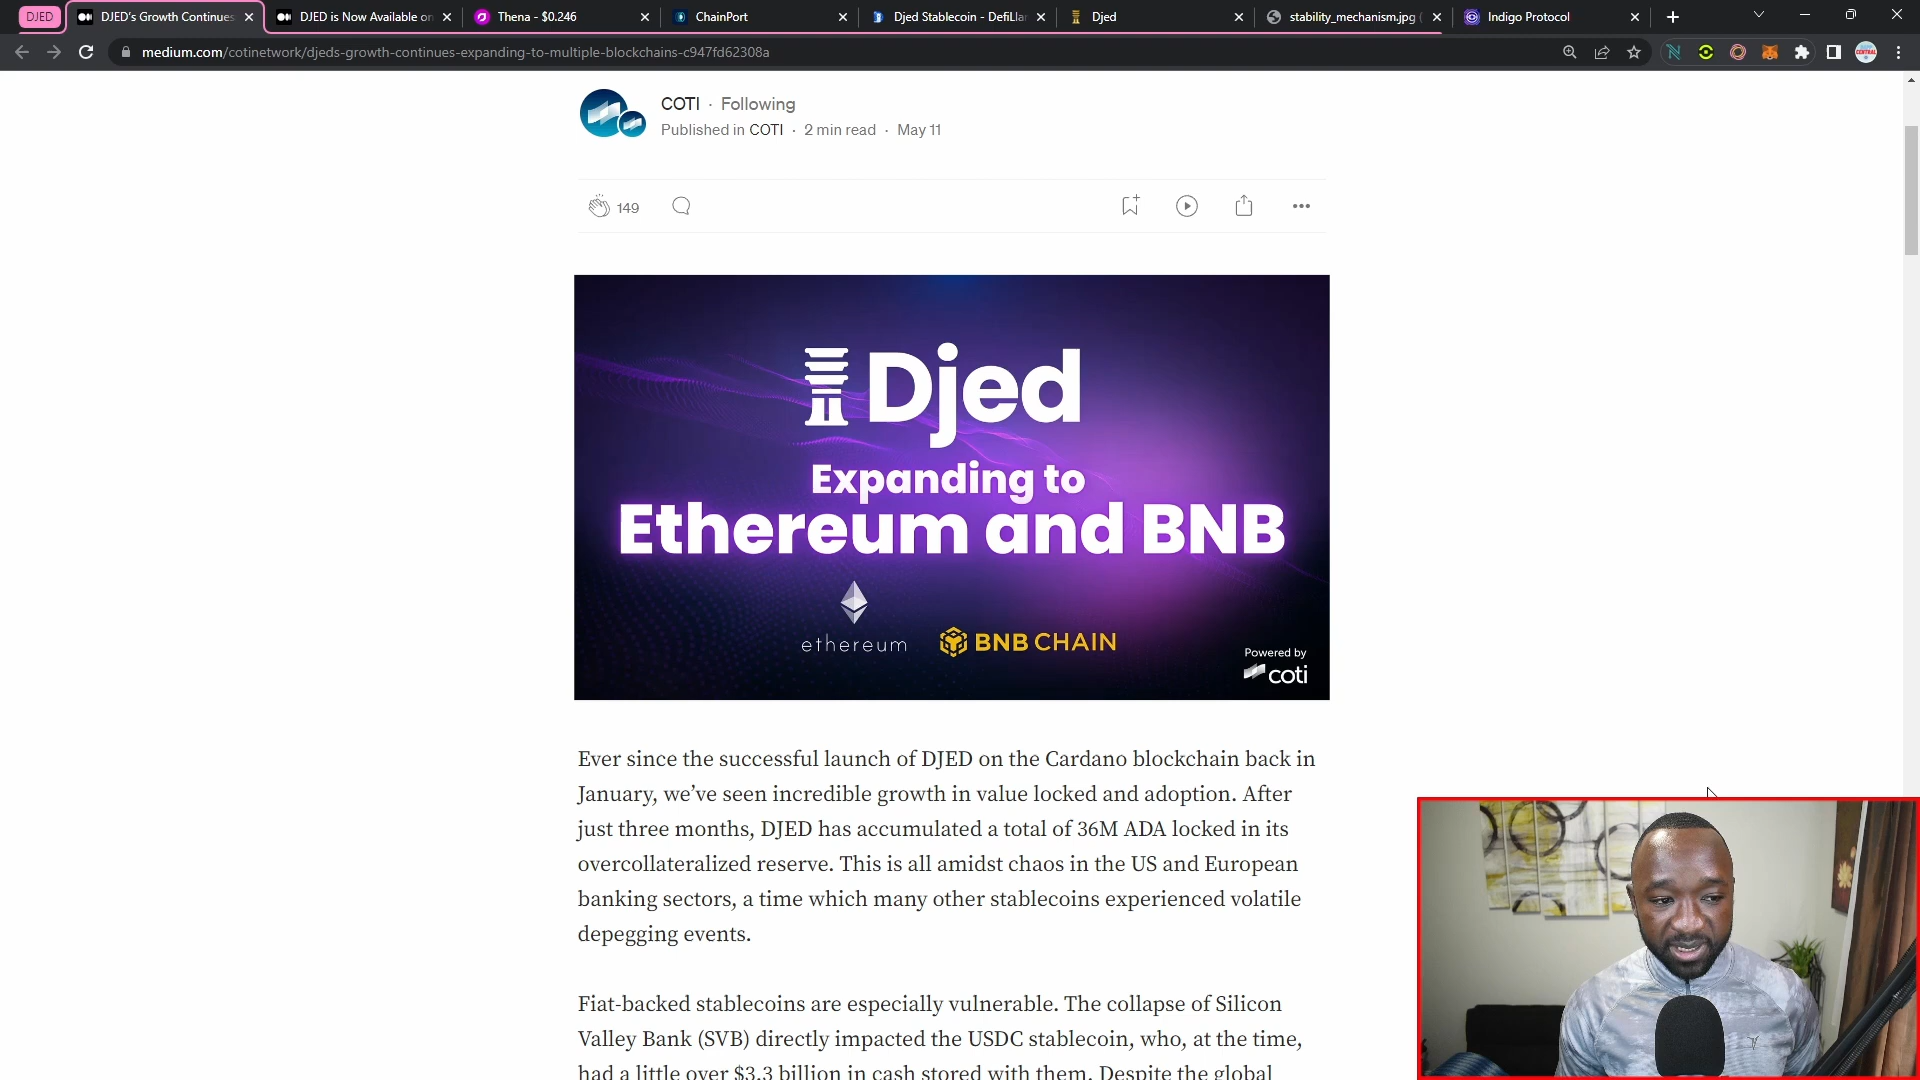 DJED
DJED's Growth Continues
DJED is Now Available on
Thena - $0.246
ChainPort
Djed Stablecoin - DefiLlar
Djed
stability_mechanism.jpg (
Indigo Protocol
medium.com/cotinetwork/djeds-growth-continues-expanding-to-multiple-blockchains-c947fd62308a
COTI · Following
Published in COTI · 2 min read · May 11
149
Djed
Expanding to
Ethereum and BNB
ethereum
BNB CHAIN
Powered by
coti
Ever since the successful launch of DJED on the Cardano blockchain back in
January, we’ve seen incredible growth in value locked and adoption. After
just three months, DJED has accumulated a total of 36M ADA locked in its
overcollateralized reserve. This is all amidst chaos in the US and European
banking sectors, a time which many other stablecoins experienced volatile
depegging events.
Fiat-backed stablecoins are especially vulnerable. The collapse of Silicon
Valley Bank (SVB) directly impacted the USDC stablecoin, who, at the time,
had a little over $3.3 billion in cash stored with them. Despite the global